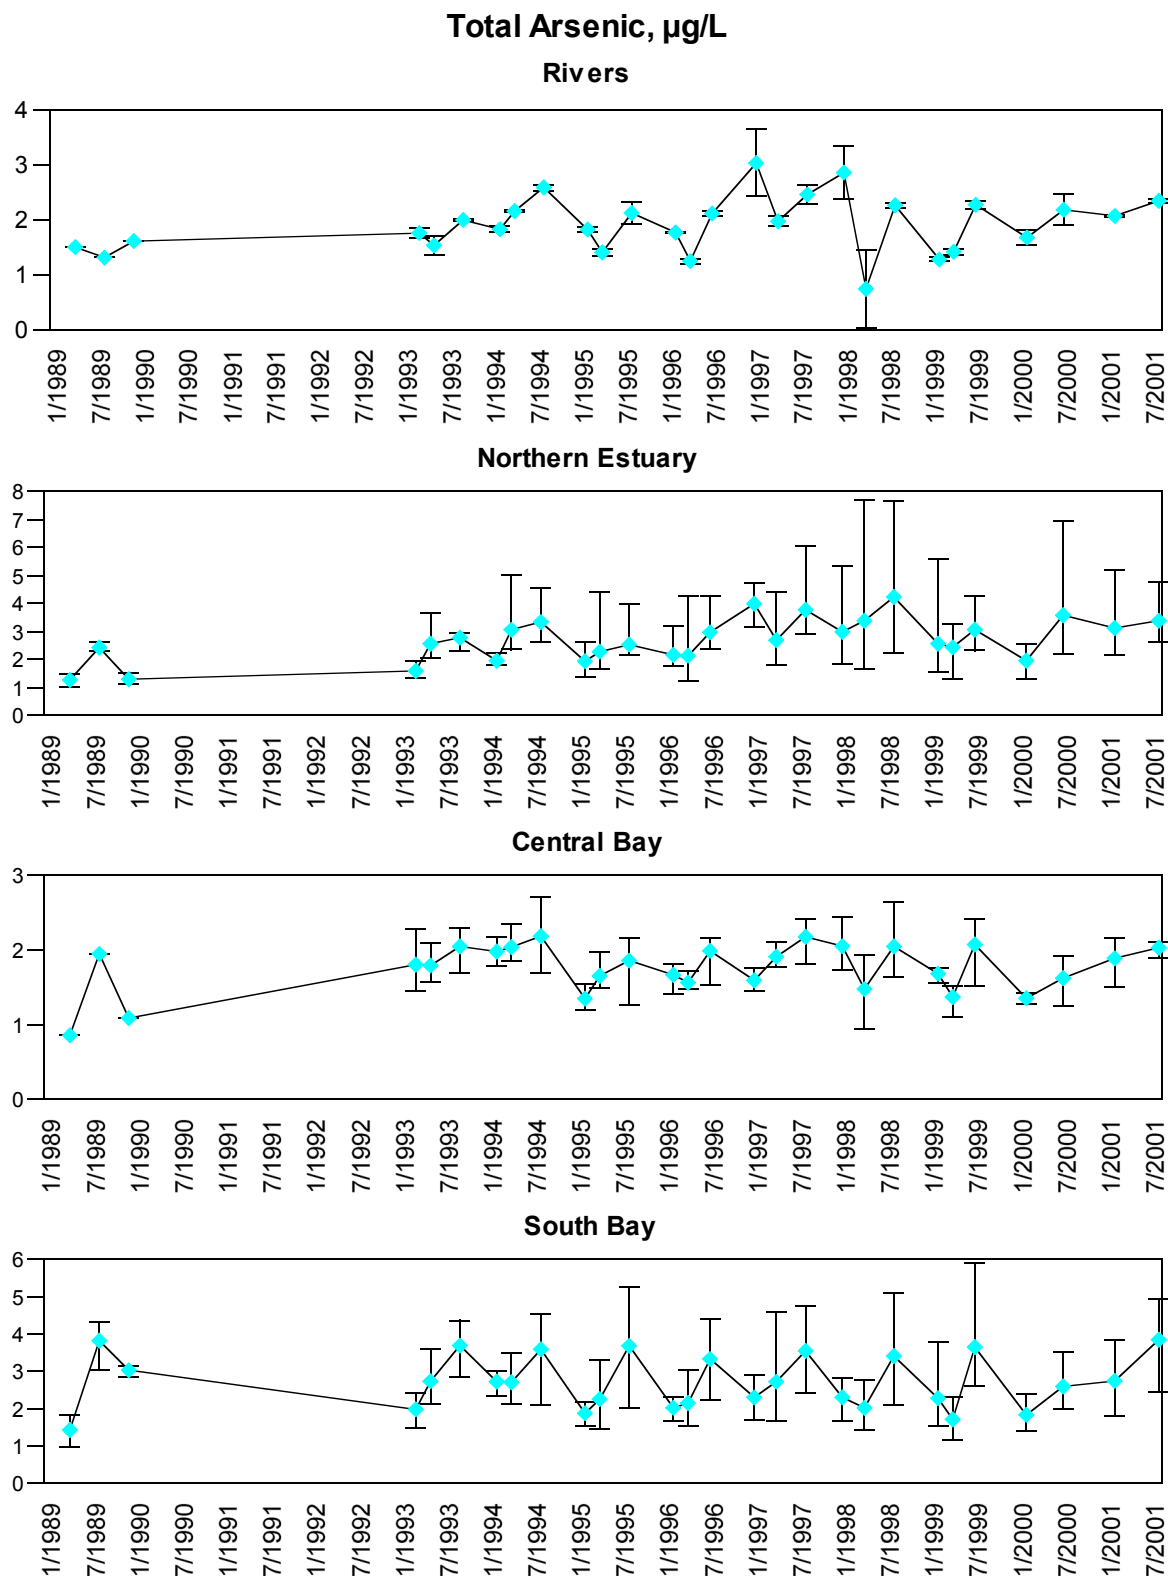 Total Arsenic, µg/L
Rivers
4
3
2
1
0
1/1989 7/1989 1/1990 7/1990 1/1991 7/1991 1/1992 7/1992 1/1993 7/1993 1/1994 7/1994 1/1995 7/1995 1/1996 7/1996 1/1997 7/1997 1/1998 7/1998 1/1999 7/1999 1/2000 7/2000 1/2001 7/2001
Northern Estuary
8
7
6
5
4
3
2
1
0
1/1989 7/1989 1/1990 7/1990 1/1991 7/1991 1/1992 7/1992 1/1993 7/1993 1/1994 7/1994 1/1995 7/1995 1/1996 7/1996 1/1997 7/1997 1/1998 7/1998 1/1999 7/1999 1/2000 7/2000 1/2001 7/2001
Central Bay
3
2
1
0
1/1989 7/1989 1/1990 7/1990 1/1991 7/1991 1/1992 7/1992 1/1993 7/1993 1/1994 7/1994 1/1995 7/1995 1/1996 7/1996 1/1997 7/1997 1/1998 7/1998 1/1999 7/1999 1/2000 7/2000 1/2001 7/2001
South Bay
6
5
4
3
2
1
0
1/1989 7/1989 1/1990 7/1990 1/1991 7/1991 1/1992 7/1992 1/1993 7/1993 1/1994 7/1994 1/1995 7/1995 1/1996 7/1996 1/1997 7/1997 1/1998 7/1998 1/1999 7/1999 1/2000 7/2000 1/2001 7/2001